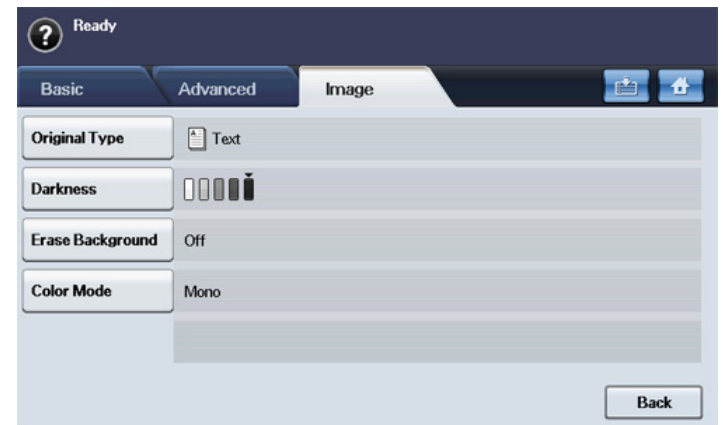 ? Ready
Basic Advanced Image
Original Type Text
Darkness
Erase Background Off
Color Mode Mono
Back